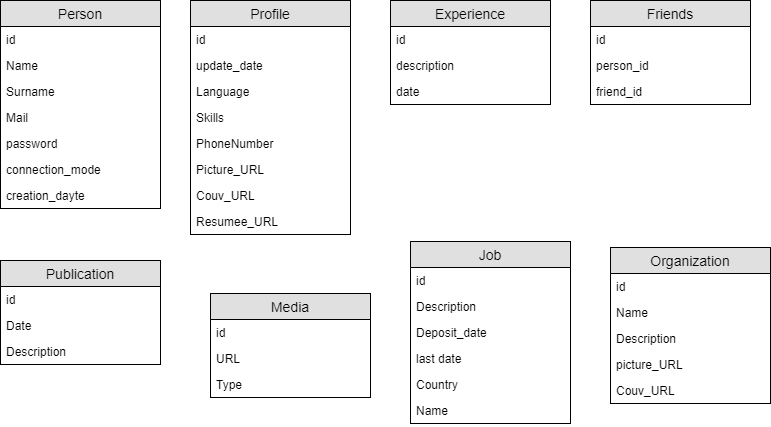 Person
id
Name
Surname
Mail
password
connection_mode
creation_dayte
Profile
id
update_date
Language
Skills
PhoneNumber
Picture_URL
Couv_URL
Resumee_URL
Experience
id
description
date
Friends
id
person_id
friend_id
Publication
id
Date
Description
Media
id
URL
Type
Job
id
Description
Deposit_date
last date
Country
Name
Organization
id
Name
Description
picture_URL
Couv_URL